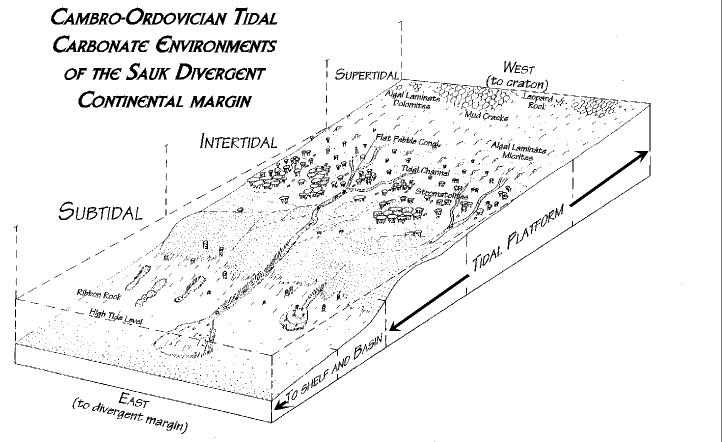 CAMBRO-ORDOVICIAN TIDAL
CARBONATE ENVIRONMENTS
OF THE SAUK DIVERGENT
CONTINENTAL MARGIN
WEST
(to craton)
SUPERTIDAL
Algal Laminate
Dolomites
Leopard
Rock
Mud Cracks
INTERTIDAL
Flat Pabble Congl.
Algal Laminate
Micrites
Tidal Channel
Stromatolites
SUBTIDAL
TIDAL PLATFORM
Ribbon Rock
High Tide Level
TO SHELF AND BASIN
EAST
(to divergent margin)